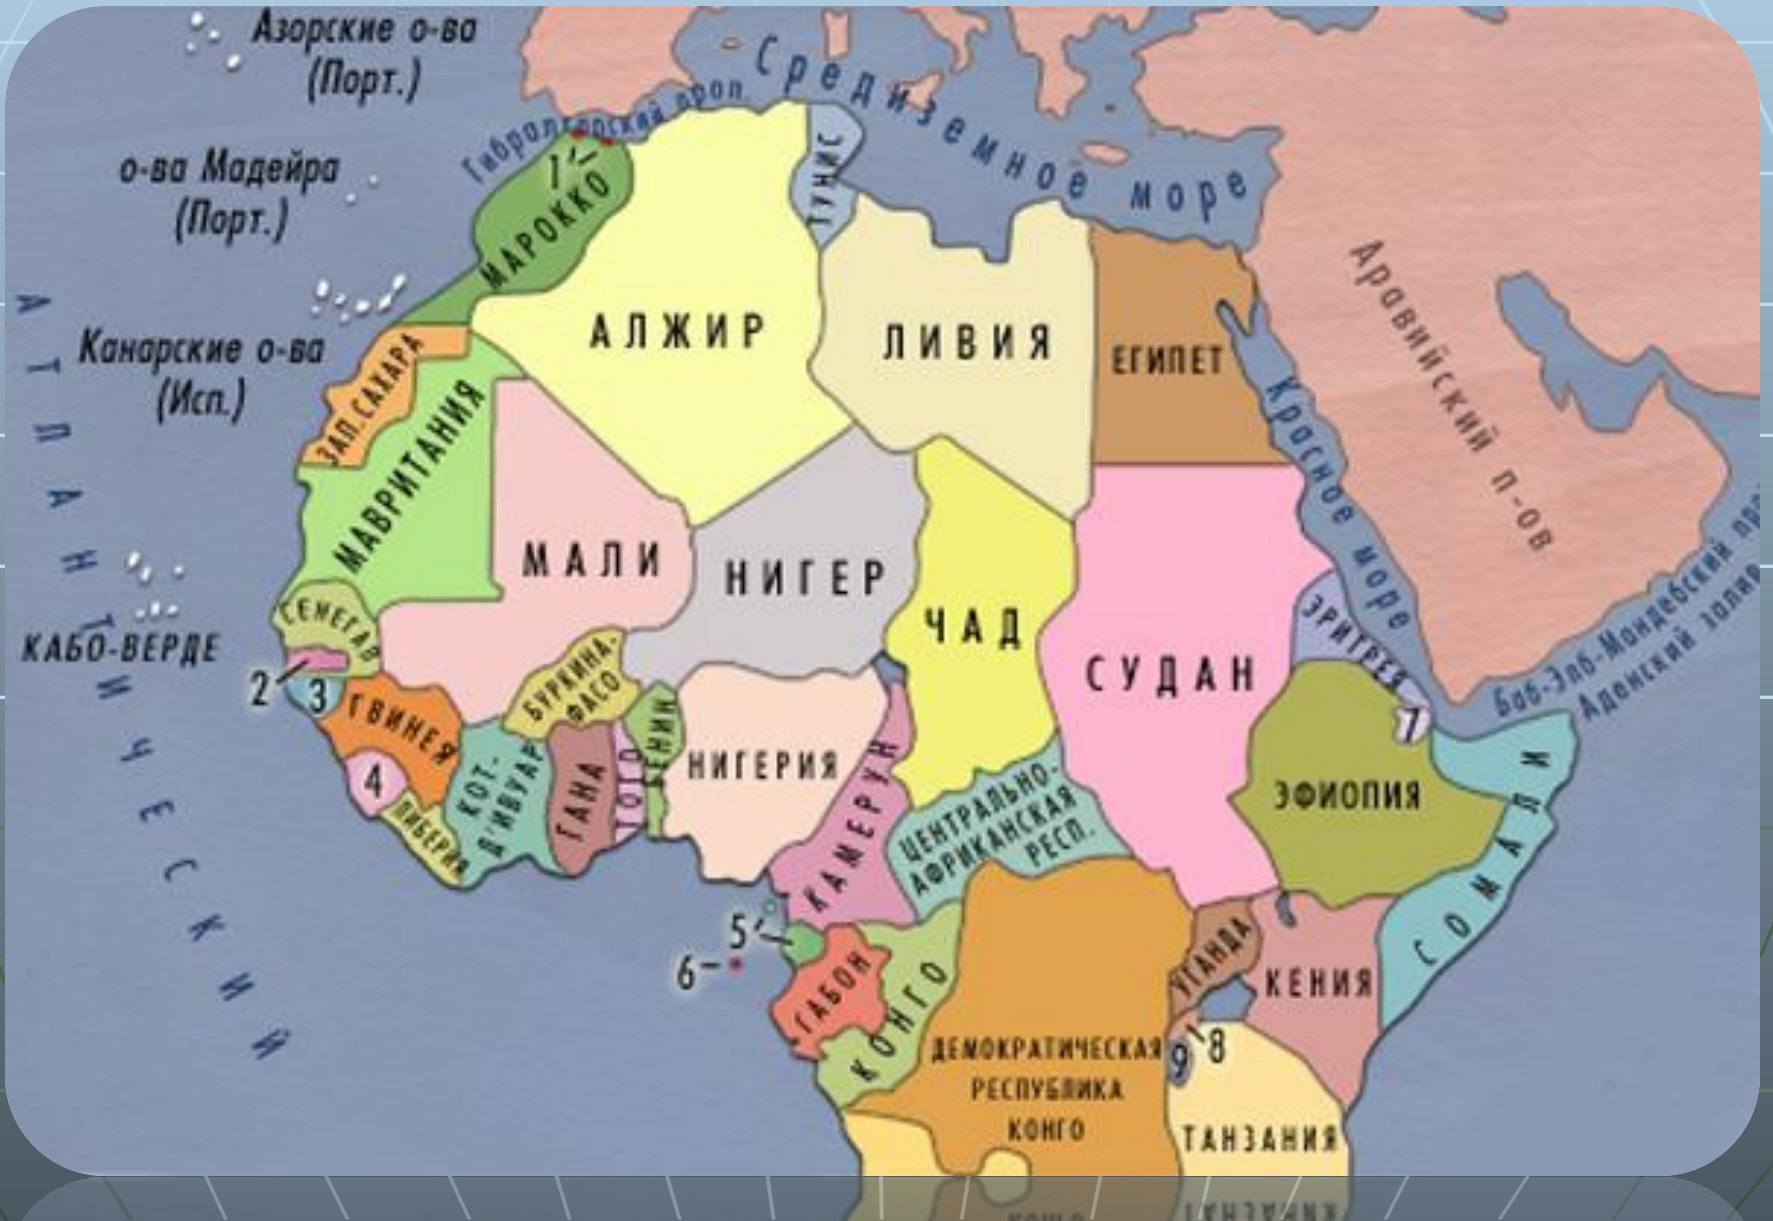 Азорские о-ва
(Порт.)
Средиземное море
Гибралтарский прол.
о-ва Мадейра
(Порт.)
1
МАРОККО
ТУНИС
Канарские о-ва
(Исп.)
АЛЖИР
ЛИВИЯ
ЕГИПЕТ
Аравийский п-ов
Красное море
ЗАП. САХАРА
МАВРИТАНИЯ
МАЛИ
НИГЕР
ЧАД
СУДАН
ЭРИТРЕЯ
Баб-Эль-Мандебский
Аденский залив
АТЛАНТИЧЕСКИЙ
КАБО-ВЕРДЕ
СЕНЕГАЛ
2
3
ГВИНЕЯ
4
ЛИБЕРИЯ
КОТ-
Д'ИВУАР
БУРКИНА-
ФАСО
ГАНА
ТОГО
БЕНИН
НИГЕРИЯ
КАМЕРУН
ЦЕНТРАЛЬНО-
АФРИКАНСКАЯ
РЕСП.
7
ЭФИОПИЯ
СОМАЛИ
5
6
ГАБОН
КОНГО
УГАНДА
КЕНИЯ
ДЕМОКРАТИЧЕСКАЯ
РЕСПУБЛИКА
КОНГО
9
8
ТАНЗАНИЯ